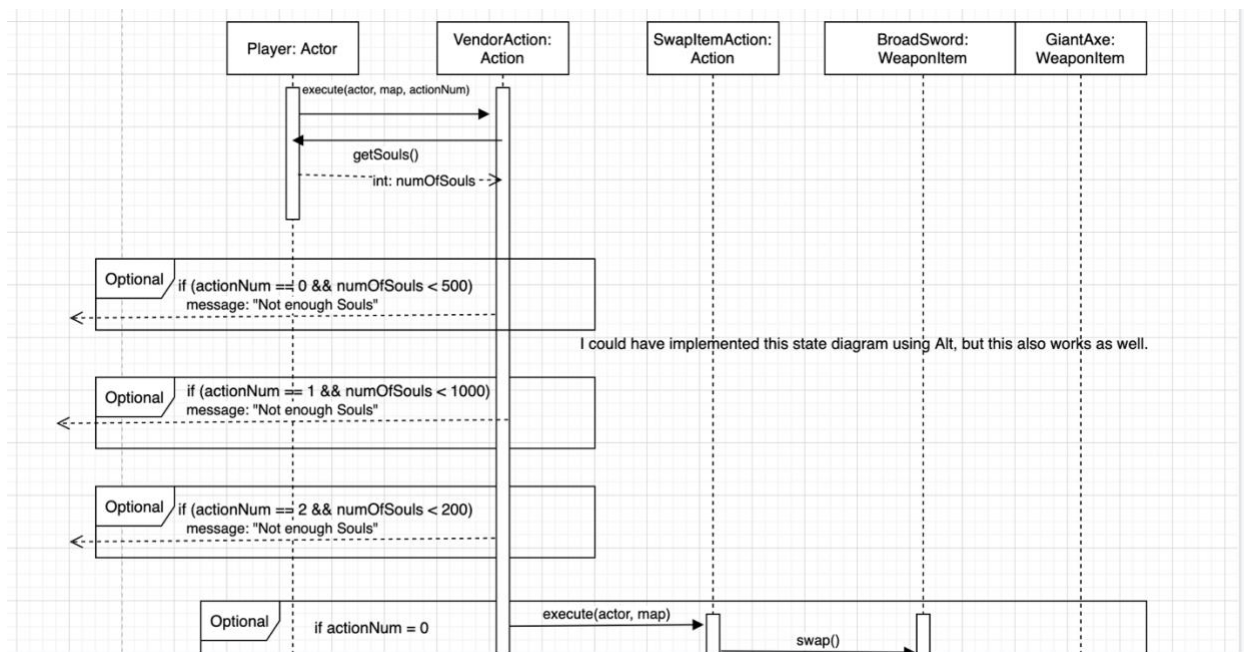 Player: Actor
VendorAction:
Action
SwapItemAction:
Action
BroadSword:
WeaponItem
GiantAxe:
WeaponItem
execute(actor, map, actionNum)
getSouls()
int: numOfSouls
Optional
if (actionNum == 0 && numOfSouls < 500)
message: "Not enough Souls"
I could have implemented this state diagram using Alt, but this also works as well.
Optional
if (actionNum == 1 && numOfSouls < 1000)
message: "Not enough Souls"
Optional
if (actionNum == 2 && numOfSouls < 200)
message: "Not enough Souls"
Optional
if actionNum = 0
execute(actor, map)
swap()